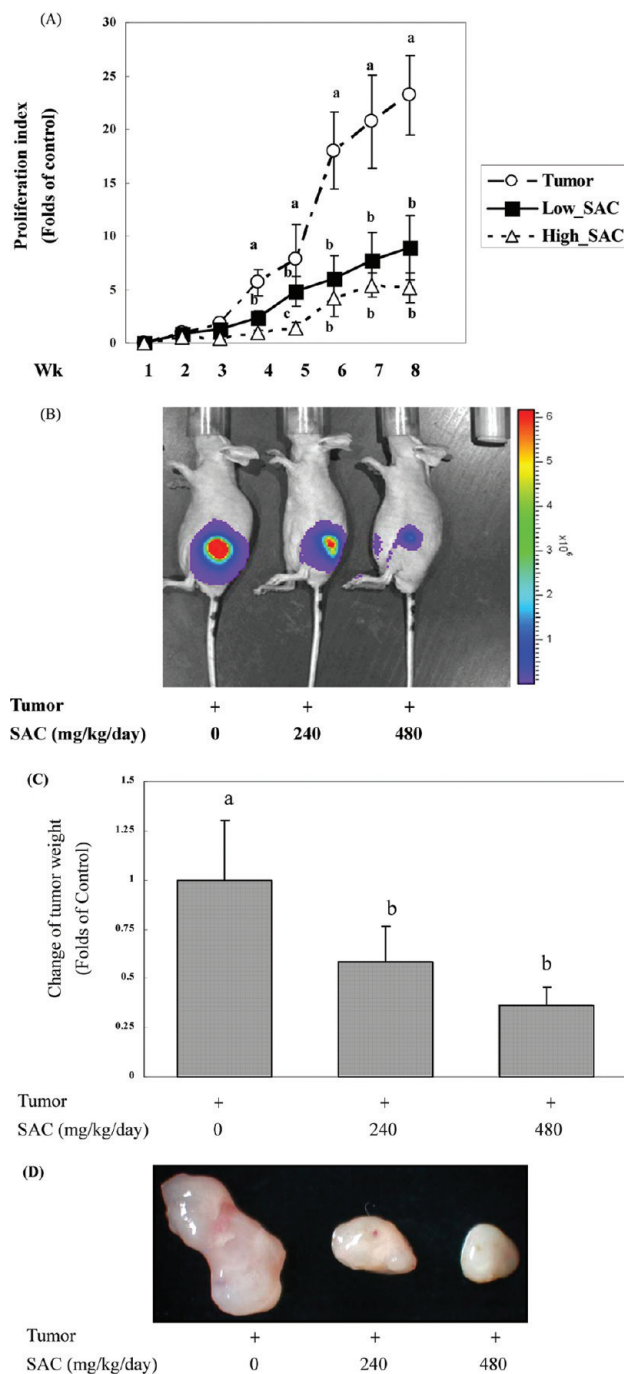 (A)
30
25
20
15
10
5
0
Proliferation index
(Folds of control)
a
a
a
a
a
b
b
b
b
b
b
c
b
b
b
Tumor
Low_SAC
High_SAC
Wk 1 2 3 4 5 6 7 8
(B)
6
5
4
3
2
1
x10⁶
Tumor + + +
SAC (mg/kg/day) 0 240 480
(C)
1.5
1.25
1
0.75
0.5
0.25
0
Change of tumor weight
(Folds of Control)
a
b
b
Tumor + + +
SAC (mg/kg/day) 0 240 480
(D)
Tumor + + +
SAC (mg/kg/day) 0 240 480